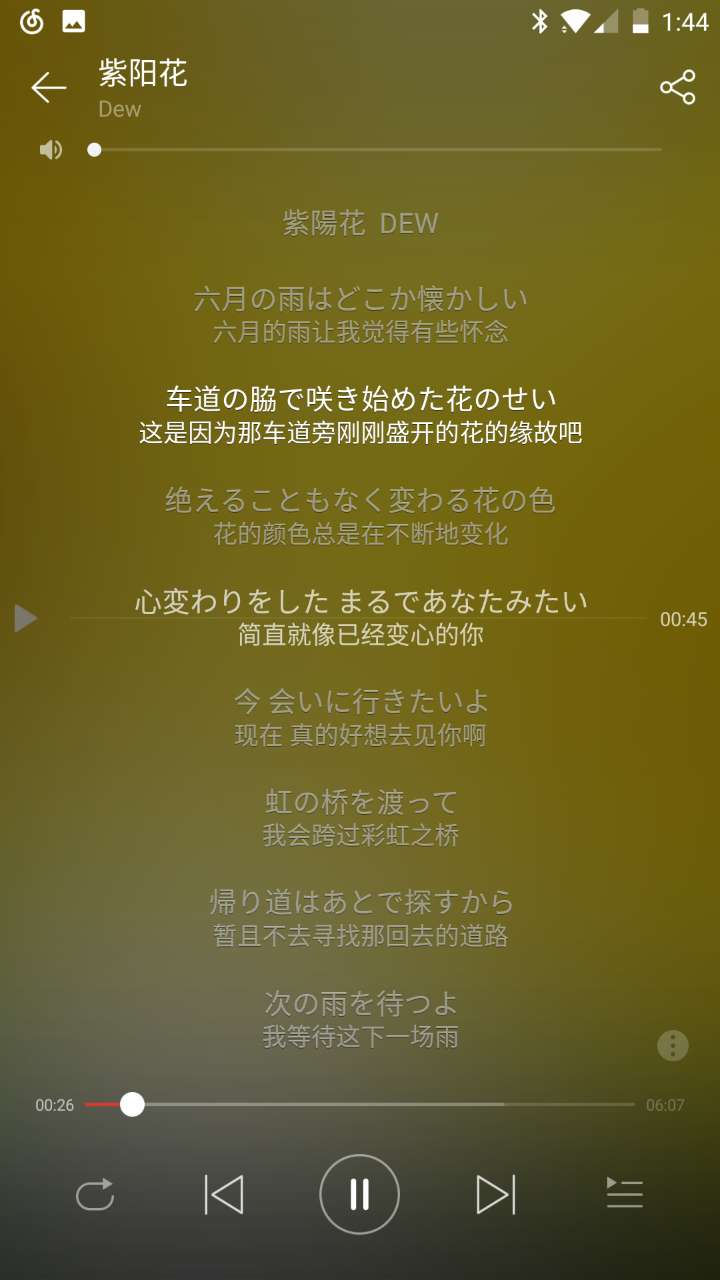 1:44
紫阳花
Dew
紫陽花 DEW
六月の雨はどこか懐かしい
六月的雨让我觉得有些怀念
车道の脇で咲き始めた花のせい
这是因为那车道旁刚刚盛开的花的缘故吧
绝えることもなく変わる花の色
花的颜色总是在不断地变化
心変わりをした まるであなたみたい
00:45
简直就像已经变心的你
今 会いに行きたいよ
现在 真的好想去见你啊
虹の桥を渡って
我会跨过彩虹之桥
帰り道はあとで探すから
暂且不去寻找那回去的道路
次の雨を待つよ
我等待这下一场雨
00:26
06:07